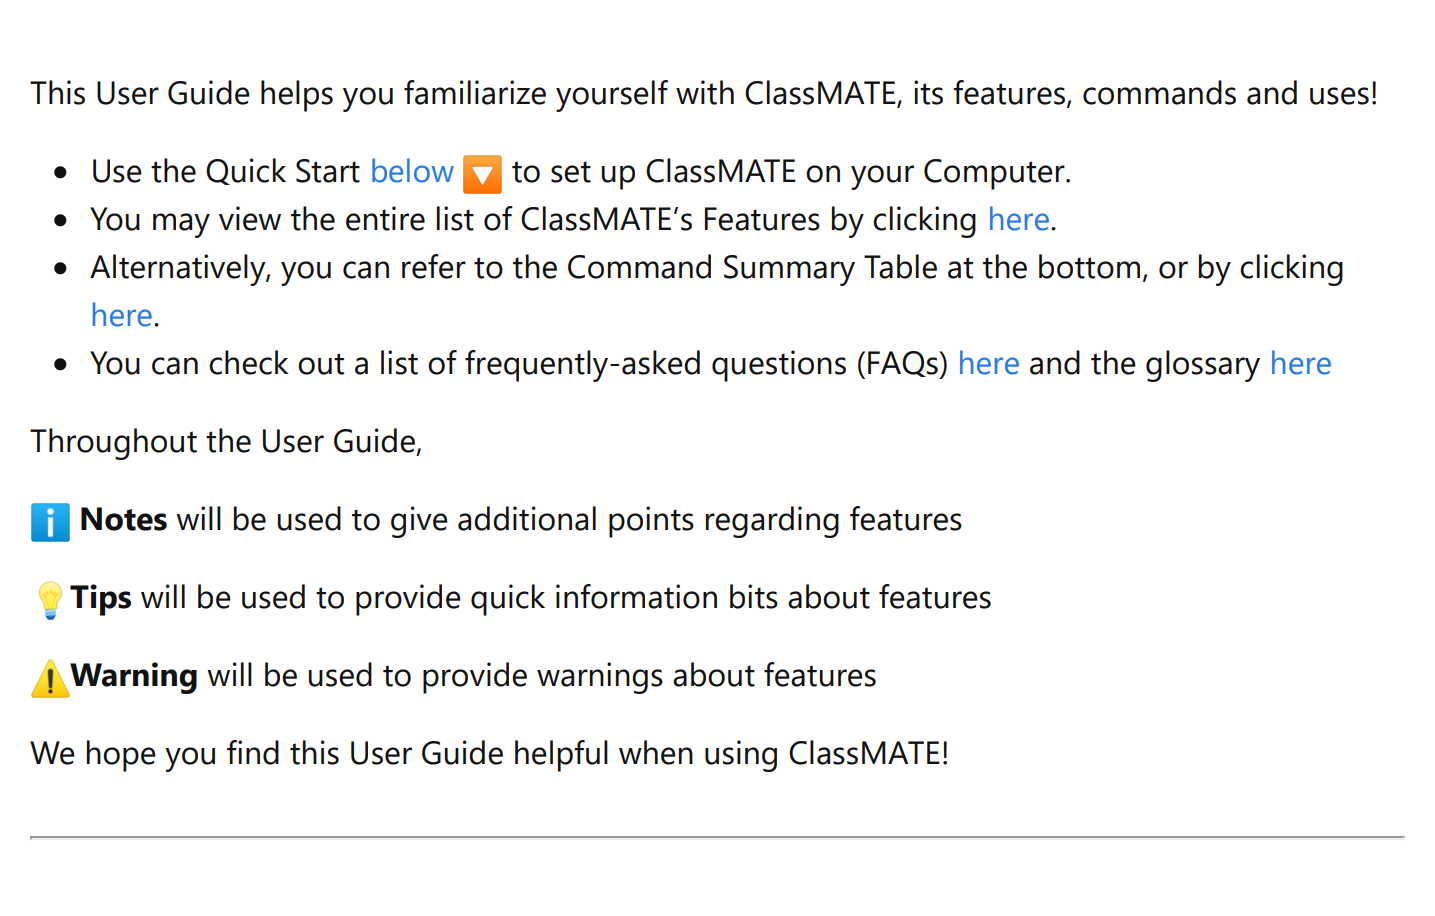 This User Guide helps you familiarize yourself with ClassMATE, its features, commands and uses!
Use the Quick Start below 🔽 to set up ClassMATE on your Computer.
You may view the entire list of ClassMATE’s Features by clicking here.
Alternatively, you can refer to the Command Summary Table at the bottom, or by clicking
here.
You can check out a list of frequently-asked questions (FAQs) here and the glossary here
Throughout the User Guide,
ℹ️ Notes will be used to give additional points regarding features
💡Tips will be used to provide quick information bits about features
⚠️Warning will be used to provide warnings about features
We hope you find this User Guide helpful when using ClassMATE!